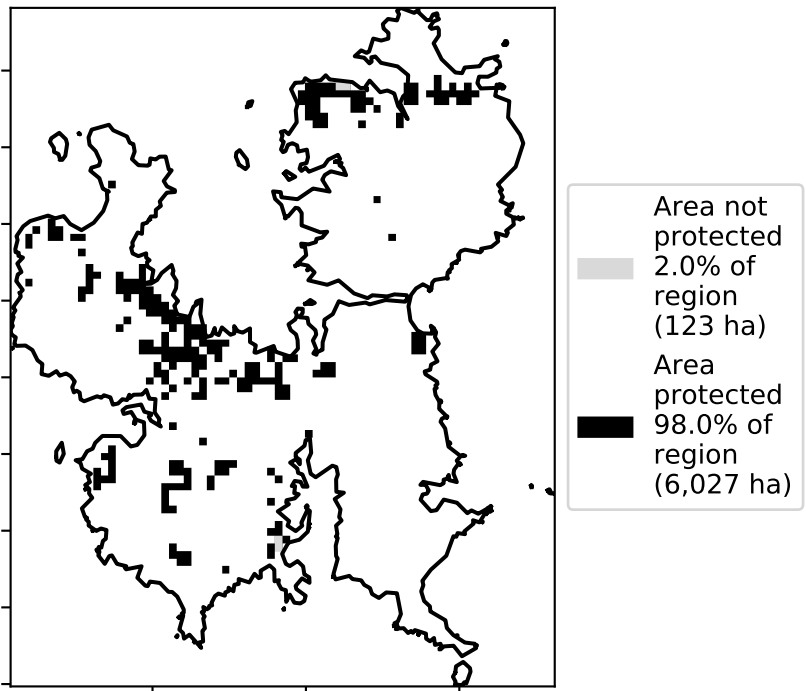 Area not
protected
2.0% of
region
(123 ha)
Area
protected
98.0% of
region
(6,027 ha)